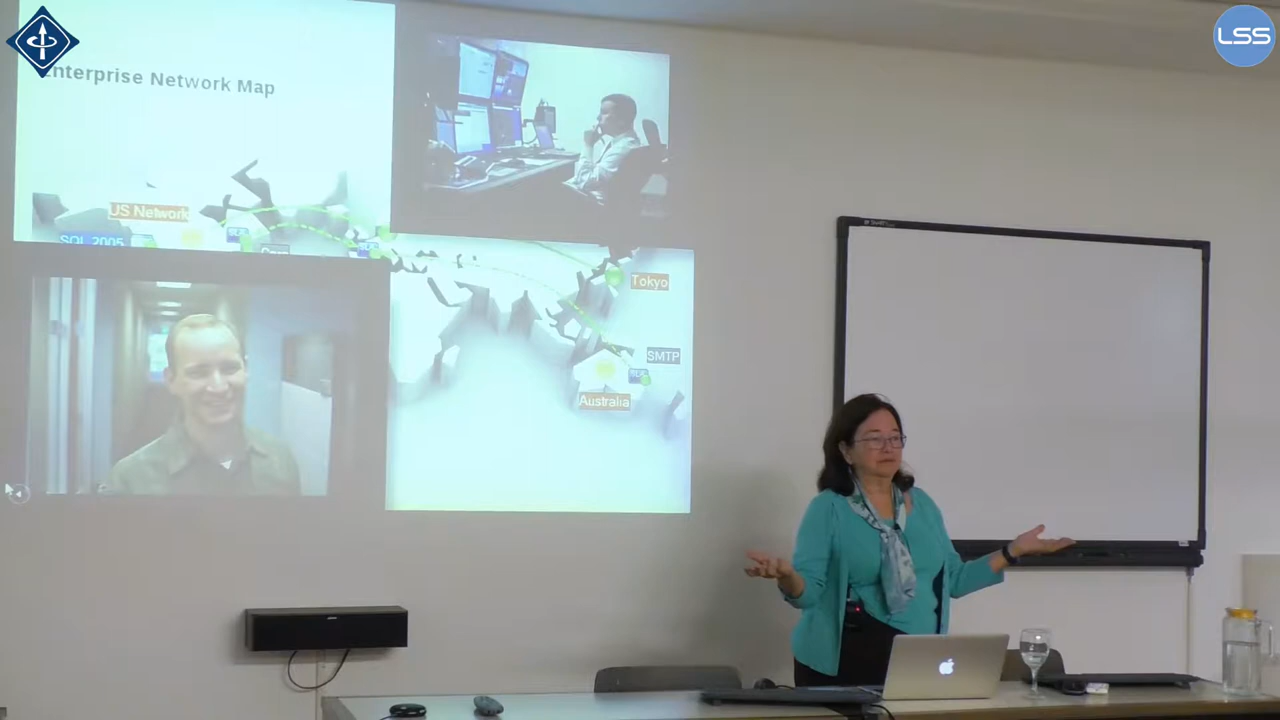 LSS
Enterprise Network Map
US Network
SQL 2005
Tokyo
SMTP
Australia